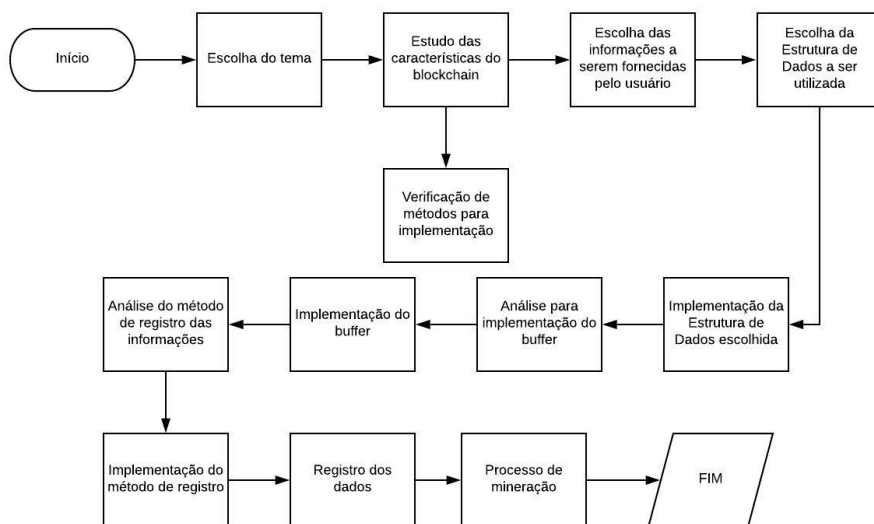 Início
Escolha do tema
Estudo das
características do
blockchain
Escolha das
informações a
serem fornecidas
pelo usuário
Escolha da
Estrutura de
Dados a ser
utilizada
Verificação de
métodos para
implementação
Implementação da
Estrutura de
Dados escolhida
Análise para
implementação do
buffer
Implementação do
buffer
Análise do método
de registro das
informações
Implementação do
método de registro
Registro dos
dados
Processo de
mineração
FIM